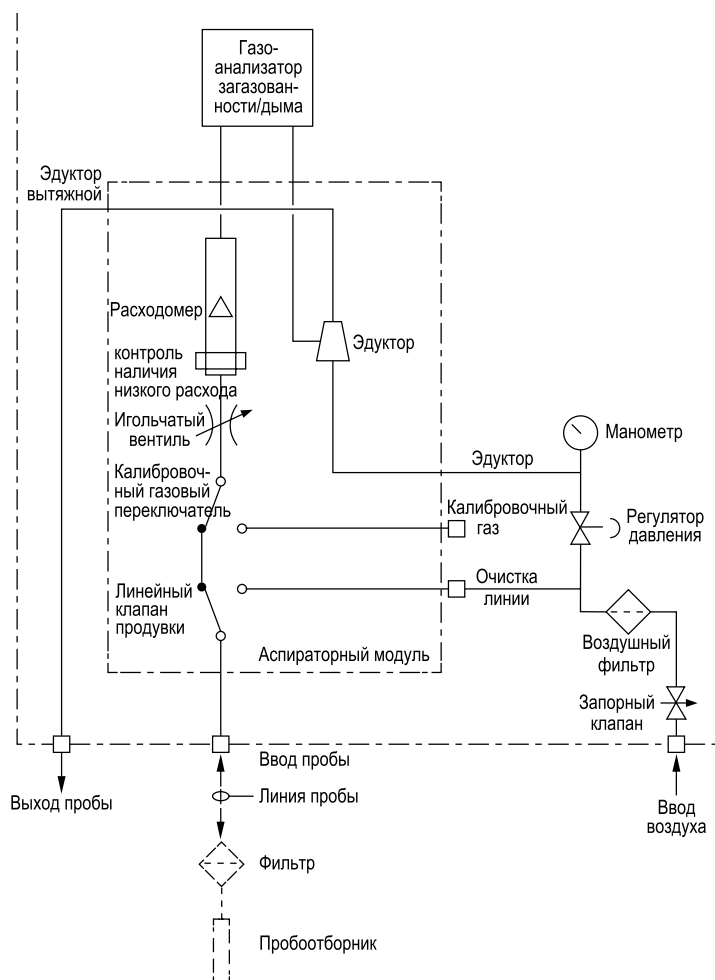 Газо-
анализатор
загазован-
ности/дыма
Эдуктор
вытяжной
Расходомер
Эдуктор
контроль
наличия
низкого расхода
Игольчатый
вентиль
Манометр
Эдуктор
Калибровоч-
ный газовый
переключатель
Калибровочный
газ
Регулятор
давления
Линейный
клапан
продувки
Очистка
линии
Воздушный
фильтр
Аспираторный модуль
Запорный
клапан
Ввод пробы
Линия пробы
Выход пробы
Ввод
воздуха
Фильтр
Пробоотборник